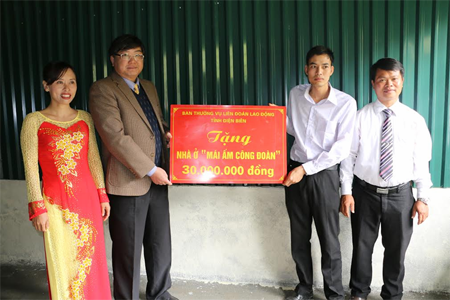 BAN THƯỜNG VỤ LIÊN ĐOÀN LAO ĐỘNG
TỈNH ĐIỆN BIÊN
Tặng
NHÀ Ở "MÁI ẤM CÔNG ĐOÀN"
30.000.000 đồng